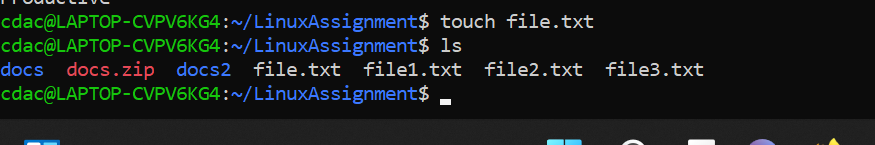 Productive
cdac@LAPTOP-CVPV6KG4:~/LinuxAssignment$ touch file.txt
cdac@LAPTOP-CVPV6KG4:~/LinuxAssignment$ ls
docs docs.zip docs2 file.txt file1.txt file2.txt file3.txt
cdac@LAPTOP-CVPV6KG4:~/LinuxAssignment$